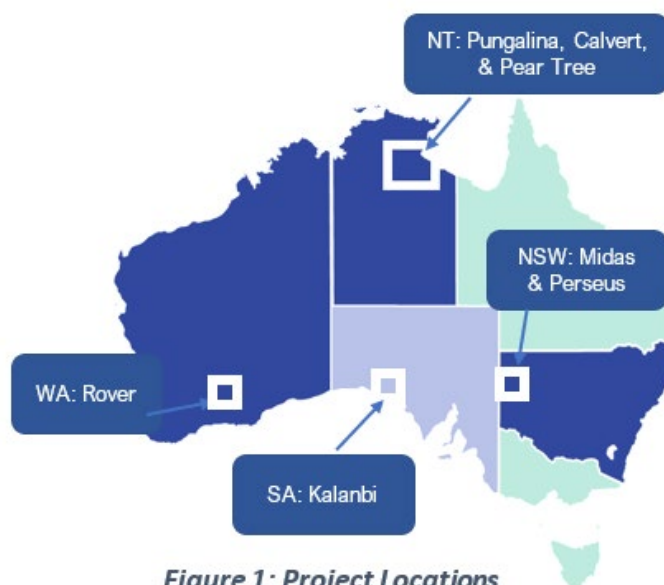 NT: Pungalina, Calvert,
& Pear Tree
NSW: Midas
& Perseus
WA: Rover
SA: Kalanbi
Figure 1: Project Locations